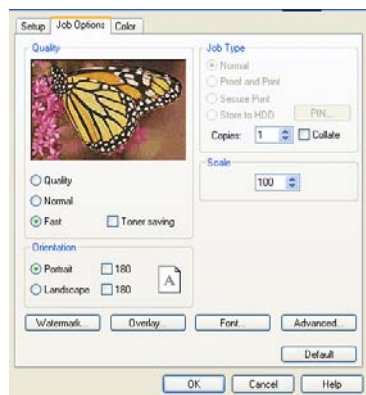 Setup Job Options Color
Quality
Quality
Normal
Fast Toner saving
Orientation
Portrait 180
Landscape 180
A
Job Type
Normal
Proof and Print
Secure Print
Store to HDD PIN...
Copies: 1 Collate
Scale
100
Watermark... Overlay... Font... Advanced...
Default
OK Cancel Help